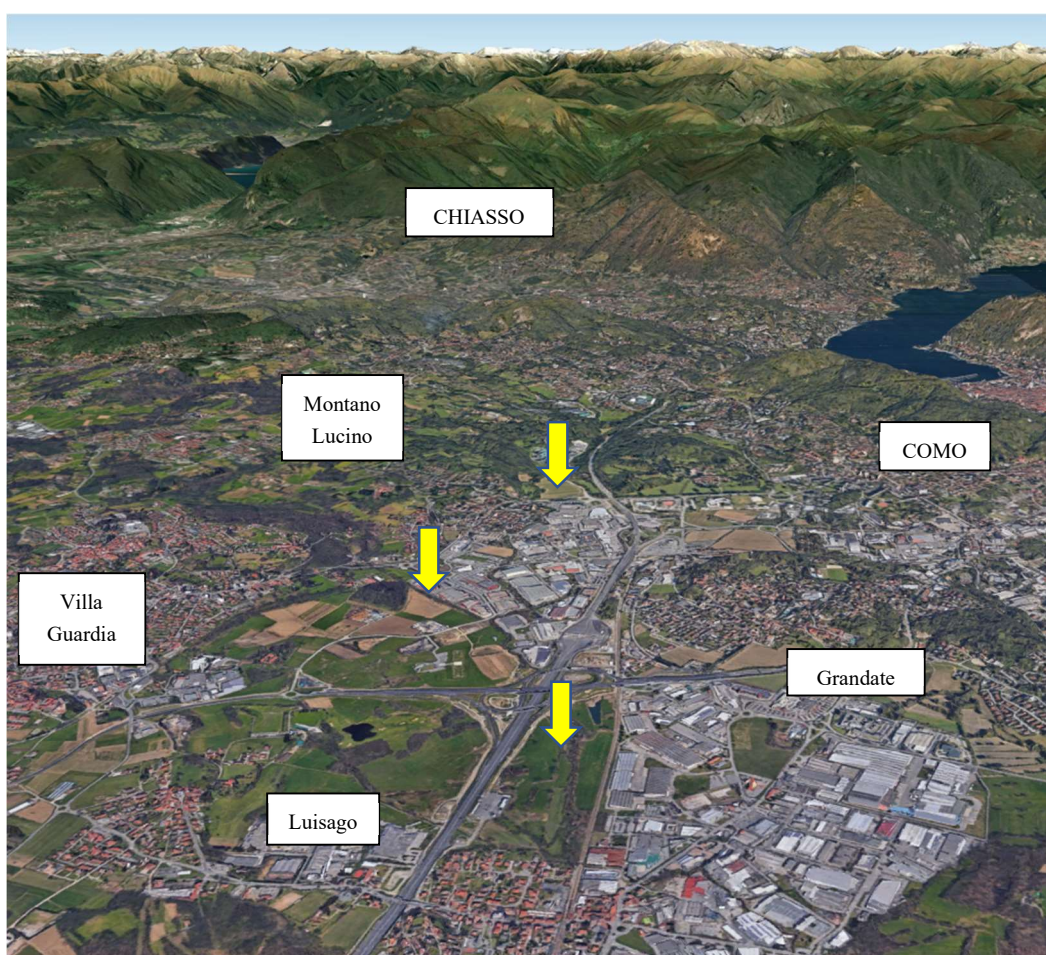 CHIASSO
Montano
Lucino
COMO
Villa
Guardia
Grandate
Luisago